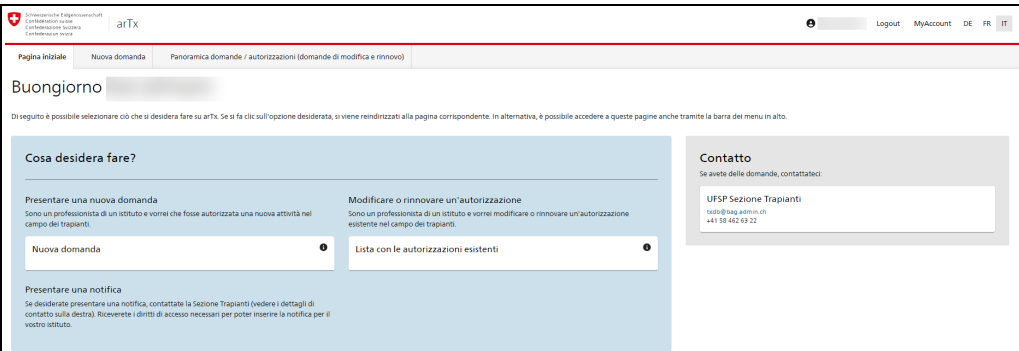 Schweizerische Eidgenossenschaft
Confédération suisse
Confederazione Svizzera
Confederaziun svizra
arTx
Logout MyAccount DE FR IT
Pagina iniziale Nuova domanda Panoramica domande / autorizzazioni (domande di modifica e rinnovo)
Buongiorno
Di seguito è possibile selezionare ciò che si desidera fare su arTx. Se si fa clic sull'opzione desiderata, si viene reindirizzati alla pagina corrispondente. In alternativa, è possibile accedere a queste pagine anche tramite la barra dei menu in alto.
Cosa desidera fare?
Presentare una nuova domanda
Sono un professionista di un istituto e vorrei che fosse autorizzata una nuova attività nel
campo dei trapianti.
Nuova domanda
Modificare o rinnovare un'autorizzazione
Sono un professionista di un istituto e vorrei modificare o rinnovare un'autorizzazione
esistente nel campo dei trapianti.
Lista con le autorizzazioni esistenti
Presentare una notifica
Se desiderate presentare una notifica, contattate la Sezione Trapianti (vedere i dettagli di
contatto sulla destra). Riceverete i diritti di accesso necessari per poter inserire la notifica per il
vostro istituto.
Contatto
Se avete delle domande, contattateci:
UFSP Sezione Trapianti
txdb@bag.admin.ch
+41 58 462 63 22